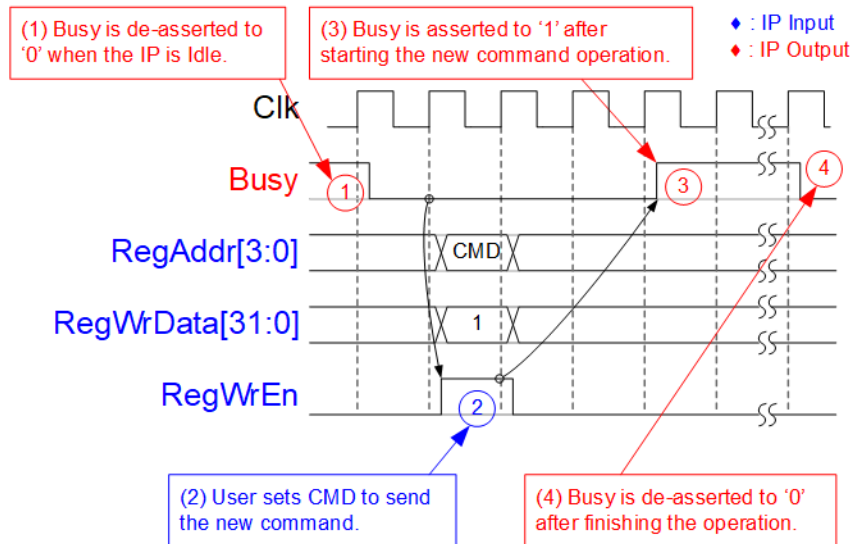 (1) Busy is de-asserted to
‘0’ when the IP is Idle.
(3) Busy is asserted to ‘1’ after
starting the new command operation.
♦ : IP Input
♦ : IP Output
Clk
Busy
1
3
4
RegAddr[3:0]
CMD
RegWrData[31:0]
1
RegWrEn
2
(2) User sets CMD to send
the new command.
(4) Busy is de-asserted to ‘0’
after finishing the operation.